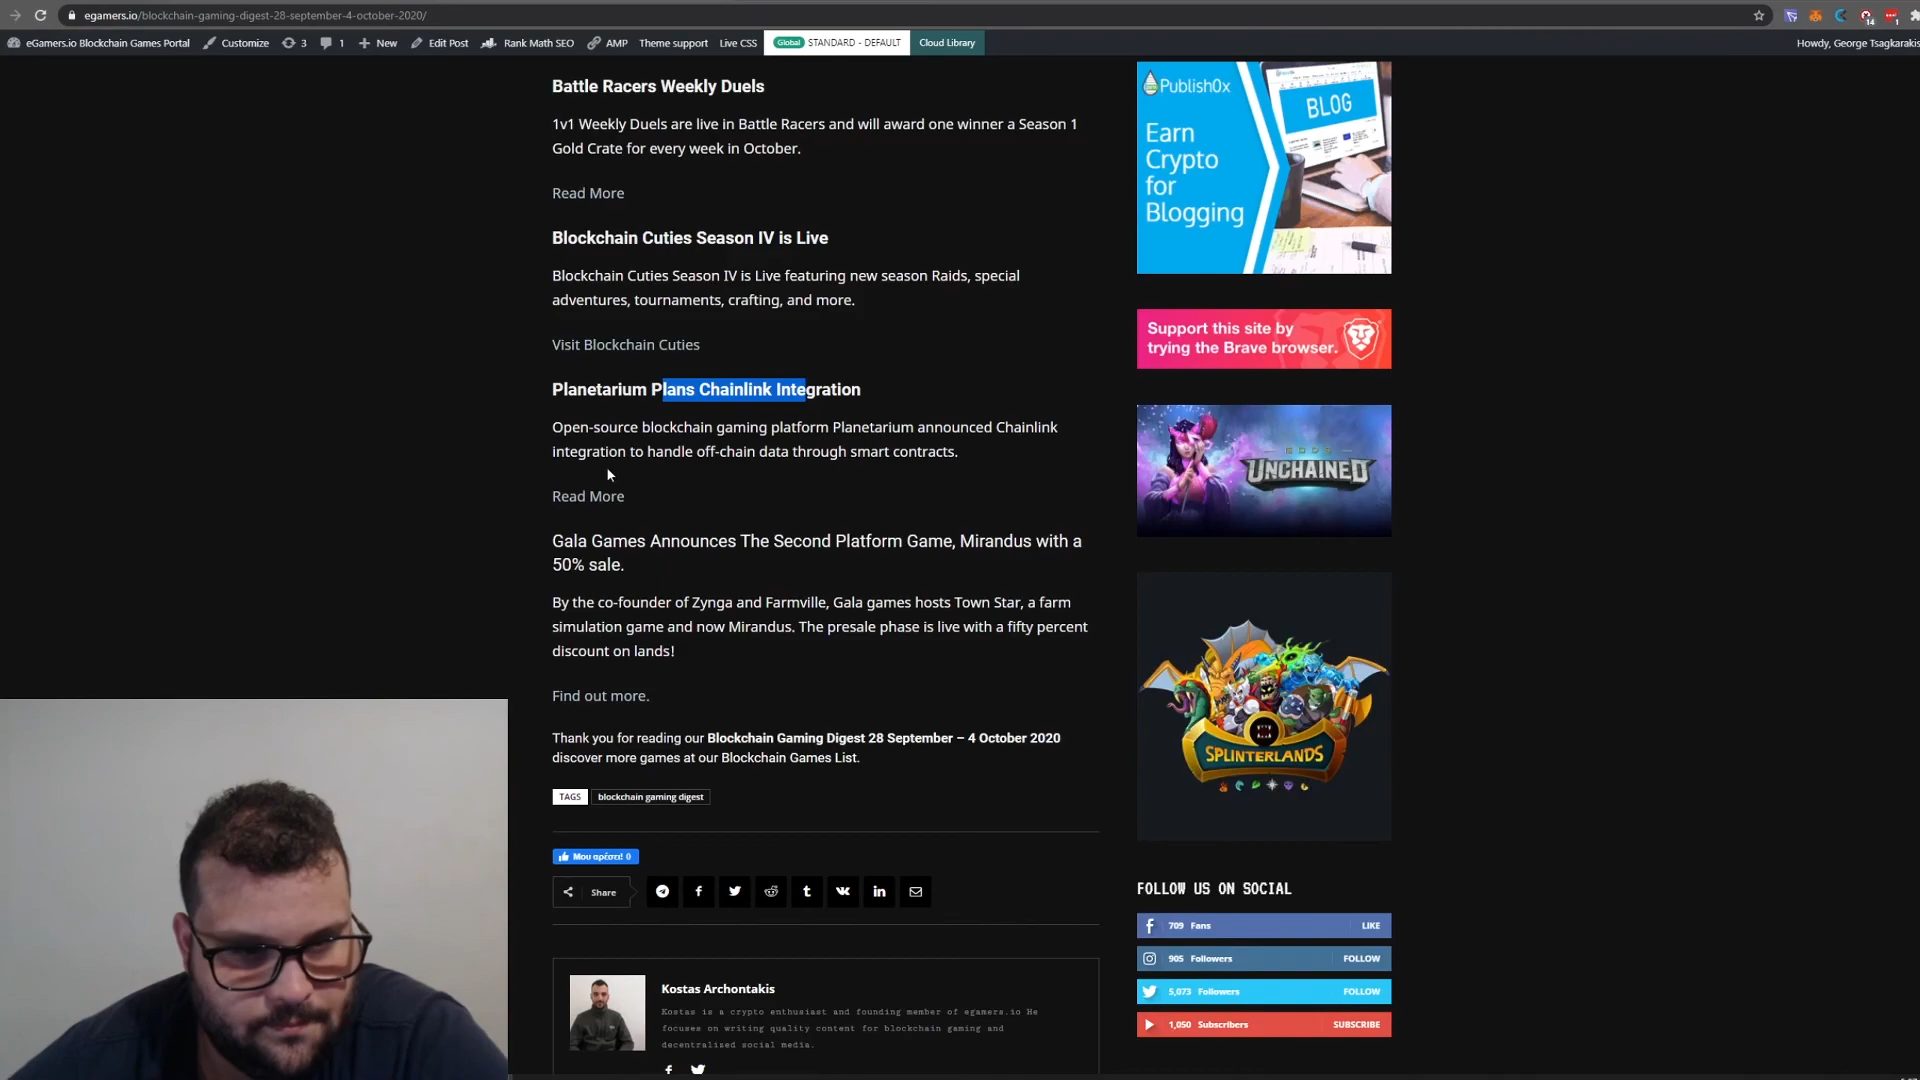 egamers.io/blockchain-gaming-digest-28-september-4-october-2020/
14
1
eGamers.io Blockchain Games Portal Customize 3 1 New Edit Post Rank Math SEO AMP Theme support Live CSS Global STANDARD - DEFAULT Cloud Library Howdy, George Tsagkarakis
Battle Racers Weekly Duels
1v1 Weekly Duels are live in Battle Racers and will award one winner a Season 1
Gold Crate for every week in October.
Read More
Blockchain Cuties Season IV is Live
Blockchain Cuties Season IV is Live featuring new season Raids, special
adventures, tournaments, crafting, and more.
Visit Blockchain Cuties
Planetarium Plans Chainlink Integration
Open-source blockchain gaming platform Planetarium announced Chainlink
integration to handle off-chain data through smart contracts.
Read More
Gala Games Announces The Second Platform Game, Mirandus with a
50% sale.
By the co-founder of Zynga and Farmville, Gala games hosts Town Star, a farm
simulation game and now Mirandus. The presale phase is live with a fifty percent
discount on lands!
Find out more.
Thank you for reading our Blockchain Gaming Digest 28 September – 4 October 2020
discover more games at our Blockchain Games List.
TAGS blockchain gaming digest
Μου αρέσει! 0
Share
Kostas Archontakis
Kostas is a crypto enthusiast and founding member of egamers.io He
focuses on writing quality content for blockchain gaming and
decentralized social media.
Publish0x
BLOG
Earn
Crypto
for
Blogging
Support this site by
trying the Brave browser.
GODS
UNCHAINED
SPLINTERLANDS
FOLLOW US ON SOCIAL
709 Fans LIKE
905 Followers FOLLOW
5,073 Followers FOLLOW
1,050 Subscribers SUBSCRIBE